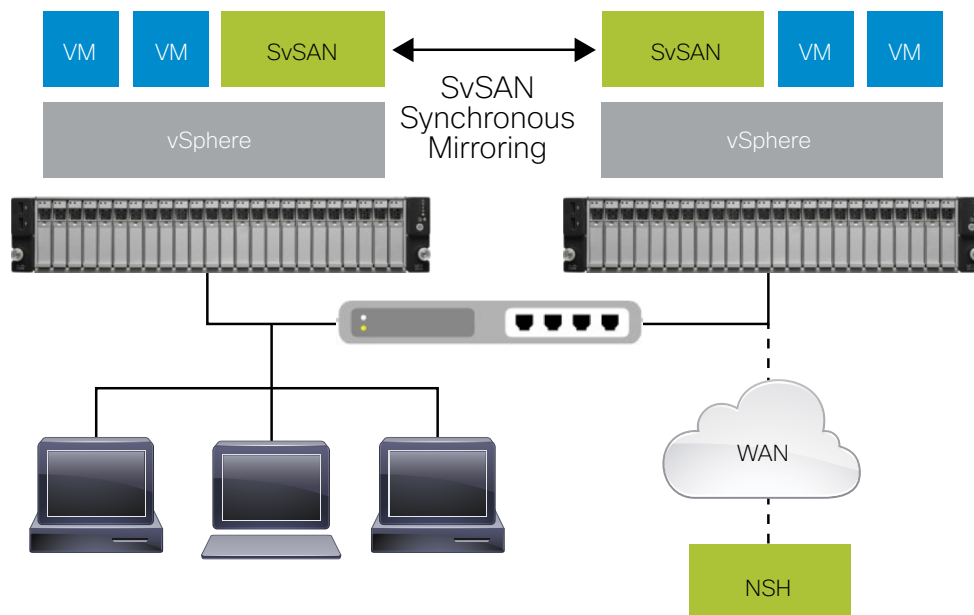 VM VM SvSAN SvSAN VM VM
SvSAN
Synchronous
Mirroring
vSphere vSphere
WAN
NSH